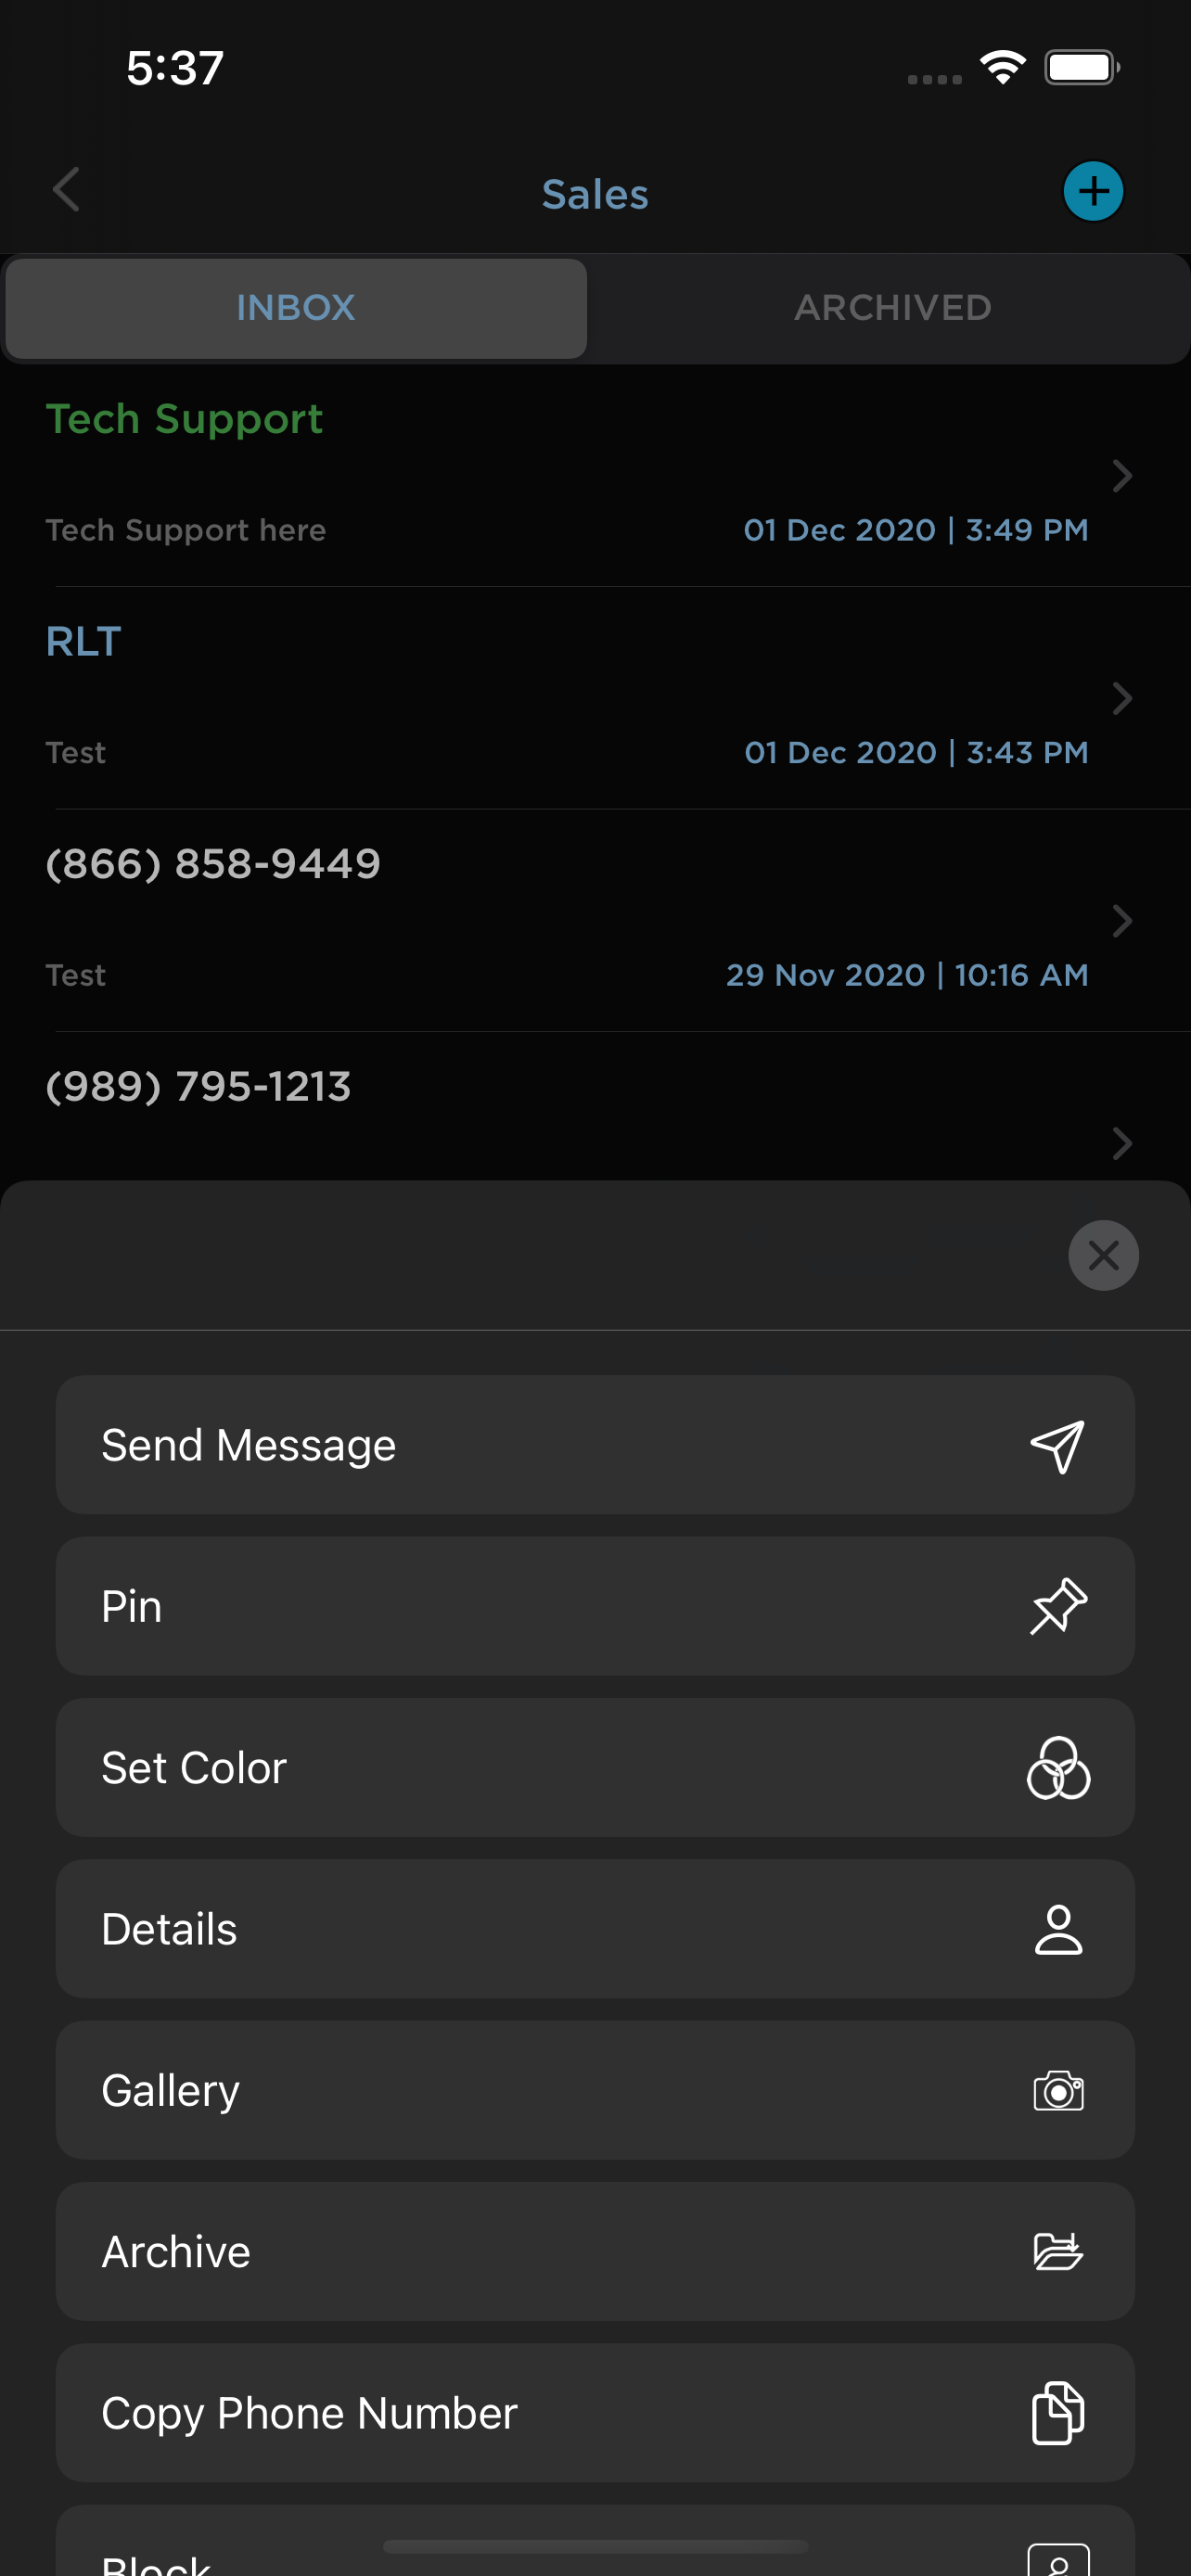 5:37
Sales
INBOX
ARCHIVED
Tech Support
Tech Support here
01 Dec 2020 | 3:49 PM
RLT
Test
01 Dec 2020 | 3:43 PM
(866) 858-9449
Test
29 Nov 2020 | 10:16 AM
(989) 795-1213
Send Message
Pin
Set Color
Details
Gallery
Archive
Copy Phone Number
Block